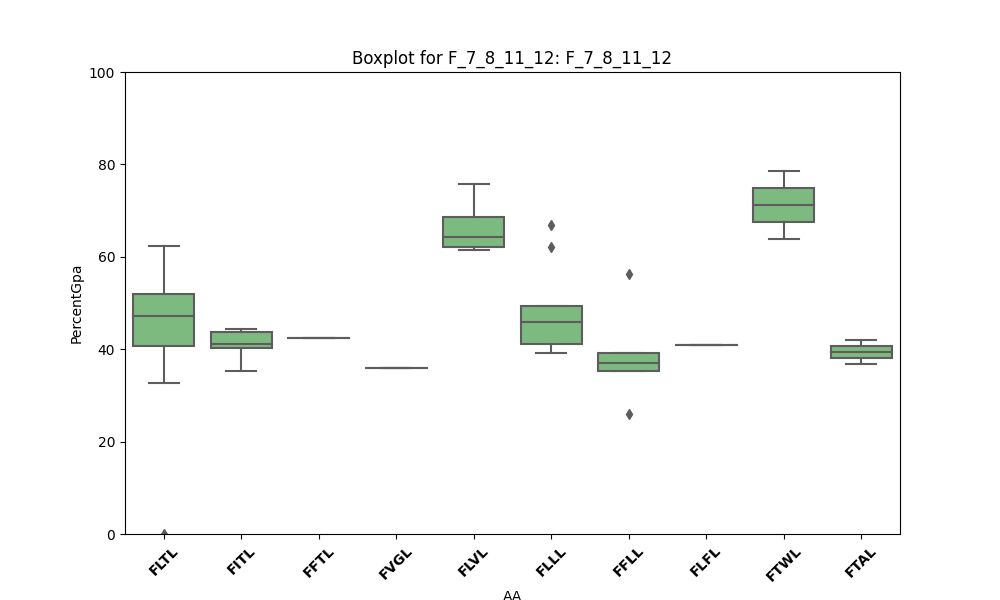 Boxplot for F_7_8_11_12: F_7_8_11_12
PercentGpa
100
80
60
40
20
0
FLTL FITL FFTL FVGL FLVL FLLL FFLL FLFL FTWL FTAL
AA